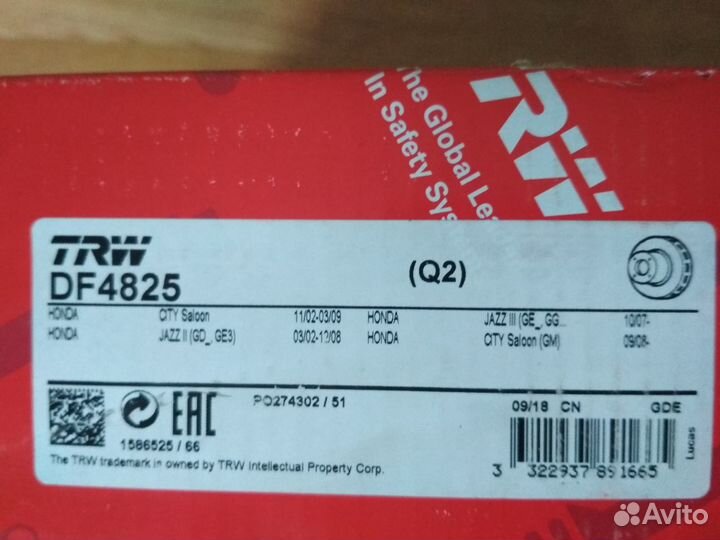 The Global Lea
In Safety Sys
TRW
TRW
DF4825
(Q2)
HONDA CITY Saloon 11/02-03/09 HONDA JAZZ III (GE_, GG... 10/07-
HONDA JAZZ II (GD_, GE3) 03/02-12/08 HONDA CITY Saloon (GM) 09/08-
EAC
PO274302 / 51
09/18 CN GDE
1586525 / 66
The TRW trademark in owned by TRW Intellectual Property Corp.
3 322937 891665
Lucas
Avito